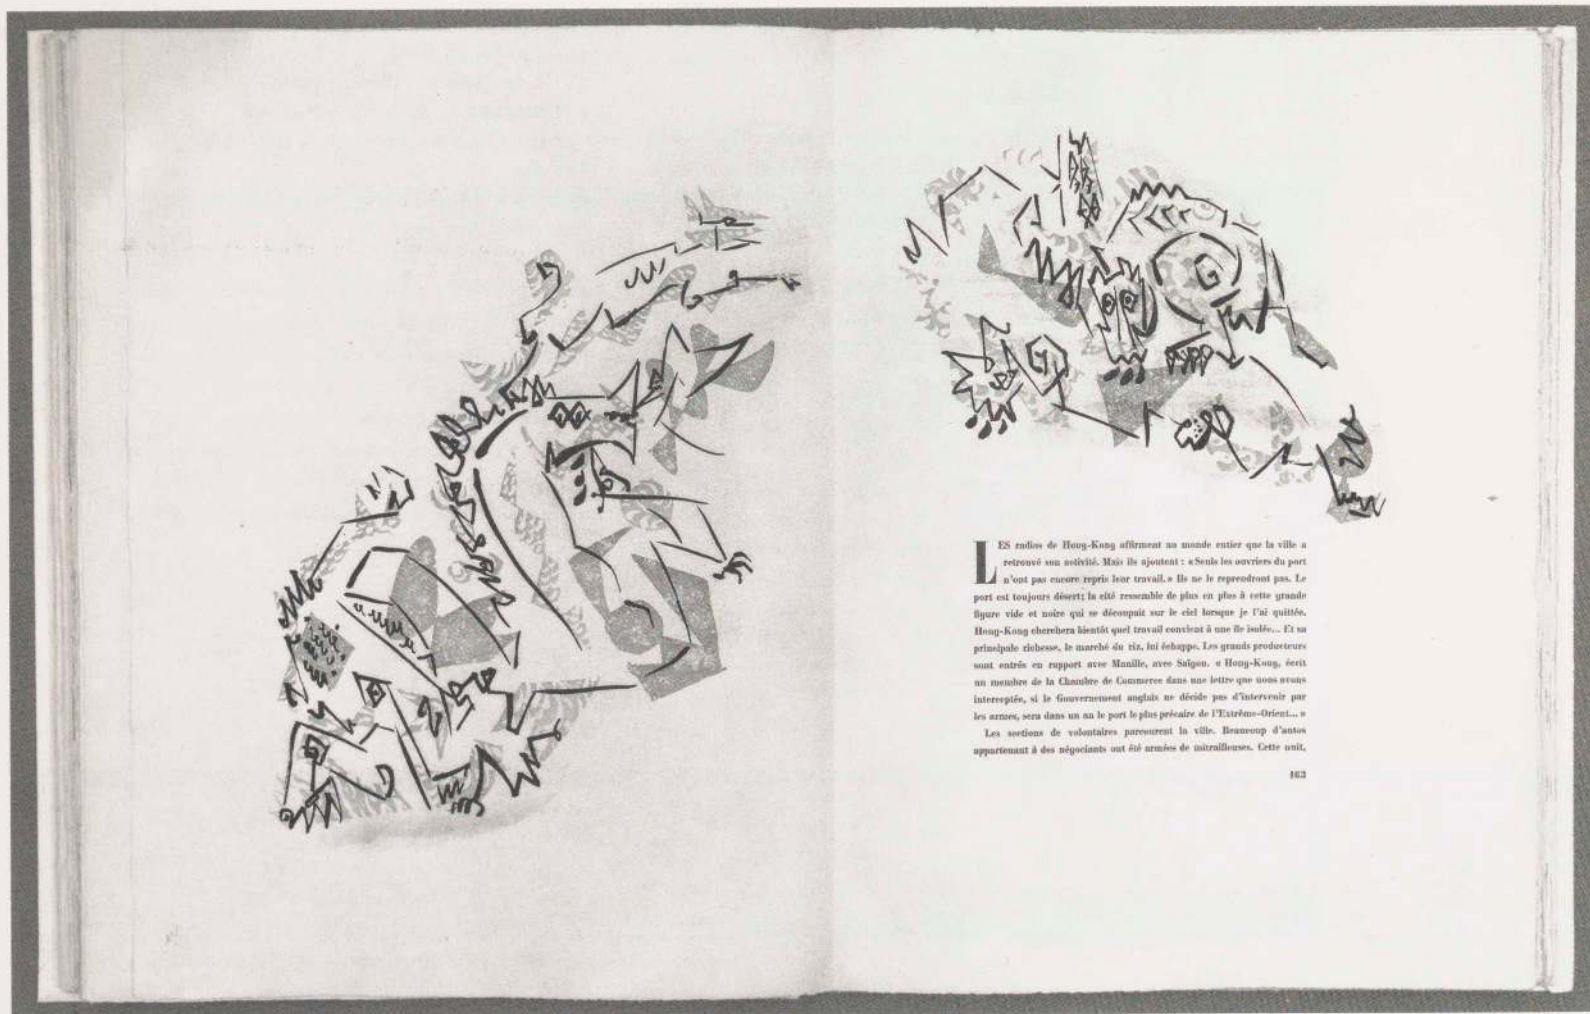 LES radios de Hong-Kong affirment au monde entier que la ville a
retrouvé son activité. Mais ils ajoutent : « Seuls les ouvriers du port
n'ont pas encore repris leur travail. » Ils ne le reprendront pas. Le
port est toujours désert; la cité ressemble de plus en plus à cette grande
figure vide et noire qui se découpait sur le ciel lorsque je l'ai quittée.
Hong-Kong cherchera bientôt quel travail convient à une île isolée... Et sa
principale richesse, le marché du riz, lui échappe. Les grands producteurs
sont entrés en rapport avec Manille, avec Saïgon. « Hong-Kong, écrit
un membre de la Chambre de Commerce dans une lettre que nous avons
interceptée, si le Gouvernement anglais ne décide pas d'intervenir par
les armes, sera dans un an le port le plus précaire de l'Extrême-Orient... »
Les sections de volontaires parcourent la ville. Beaucoup d'autos
appartenant à des négociants ont été armées de mitrailleuses. Cette nuit,
163